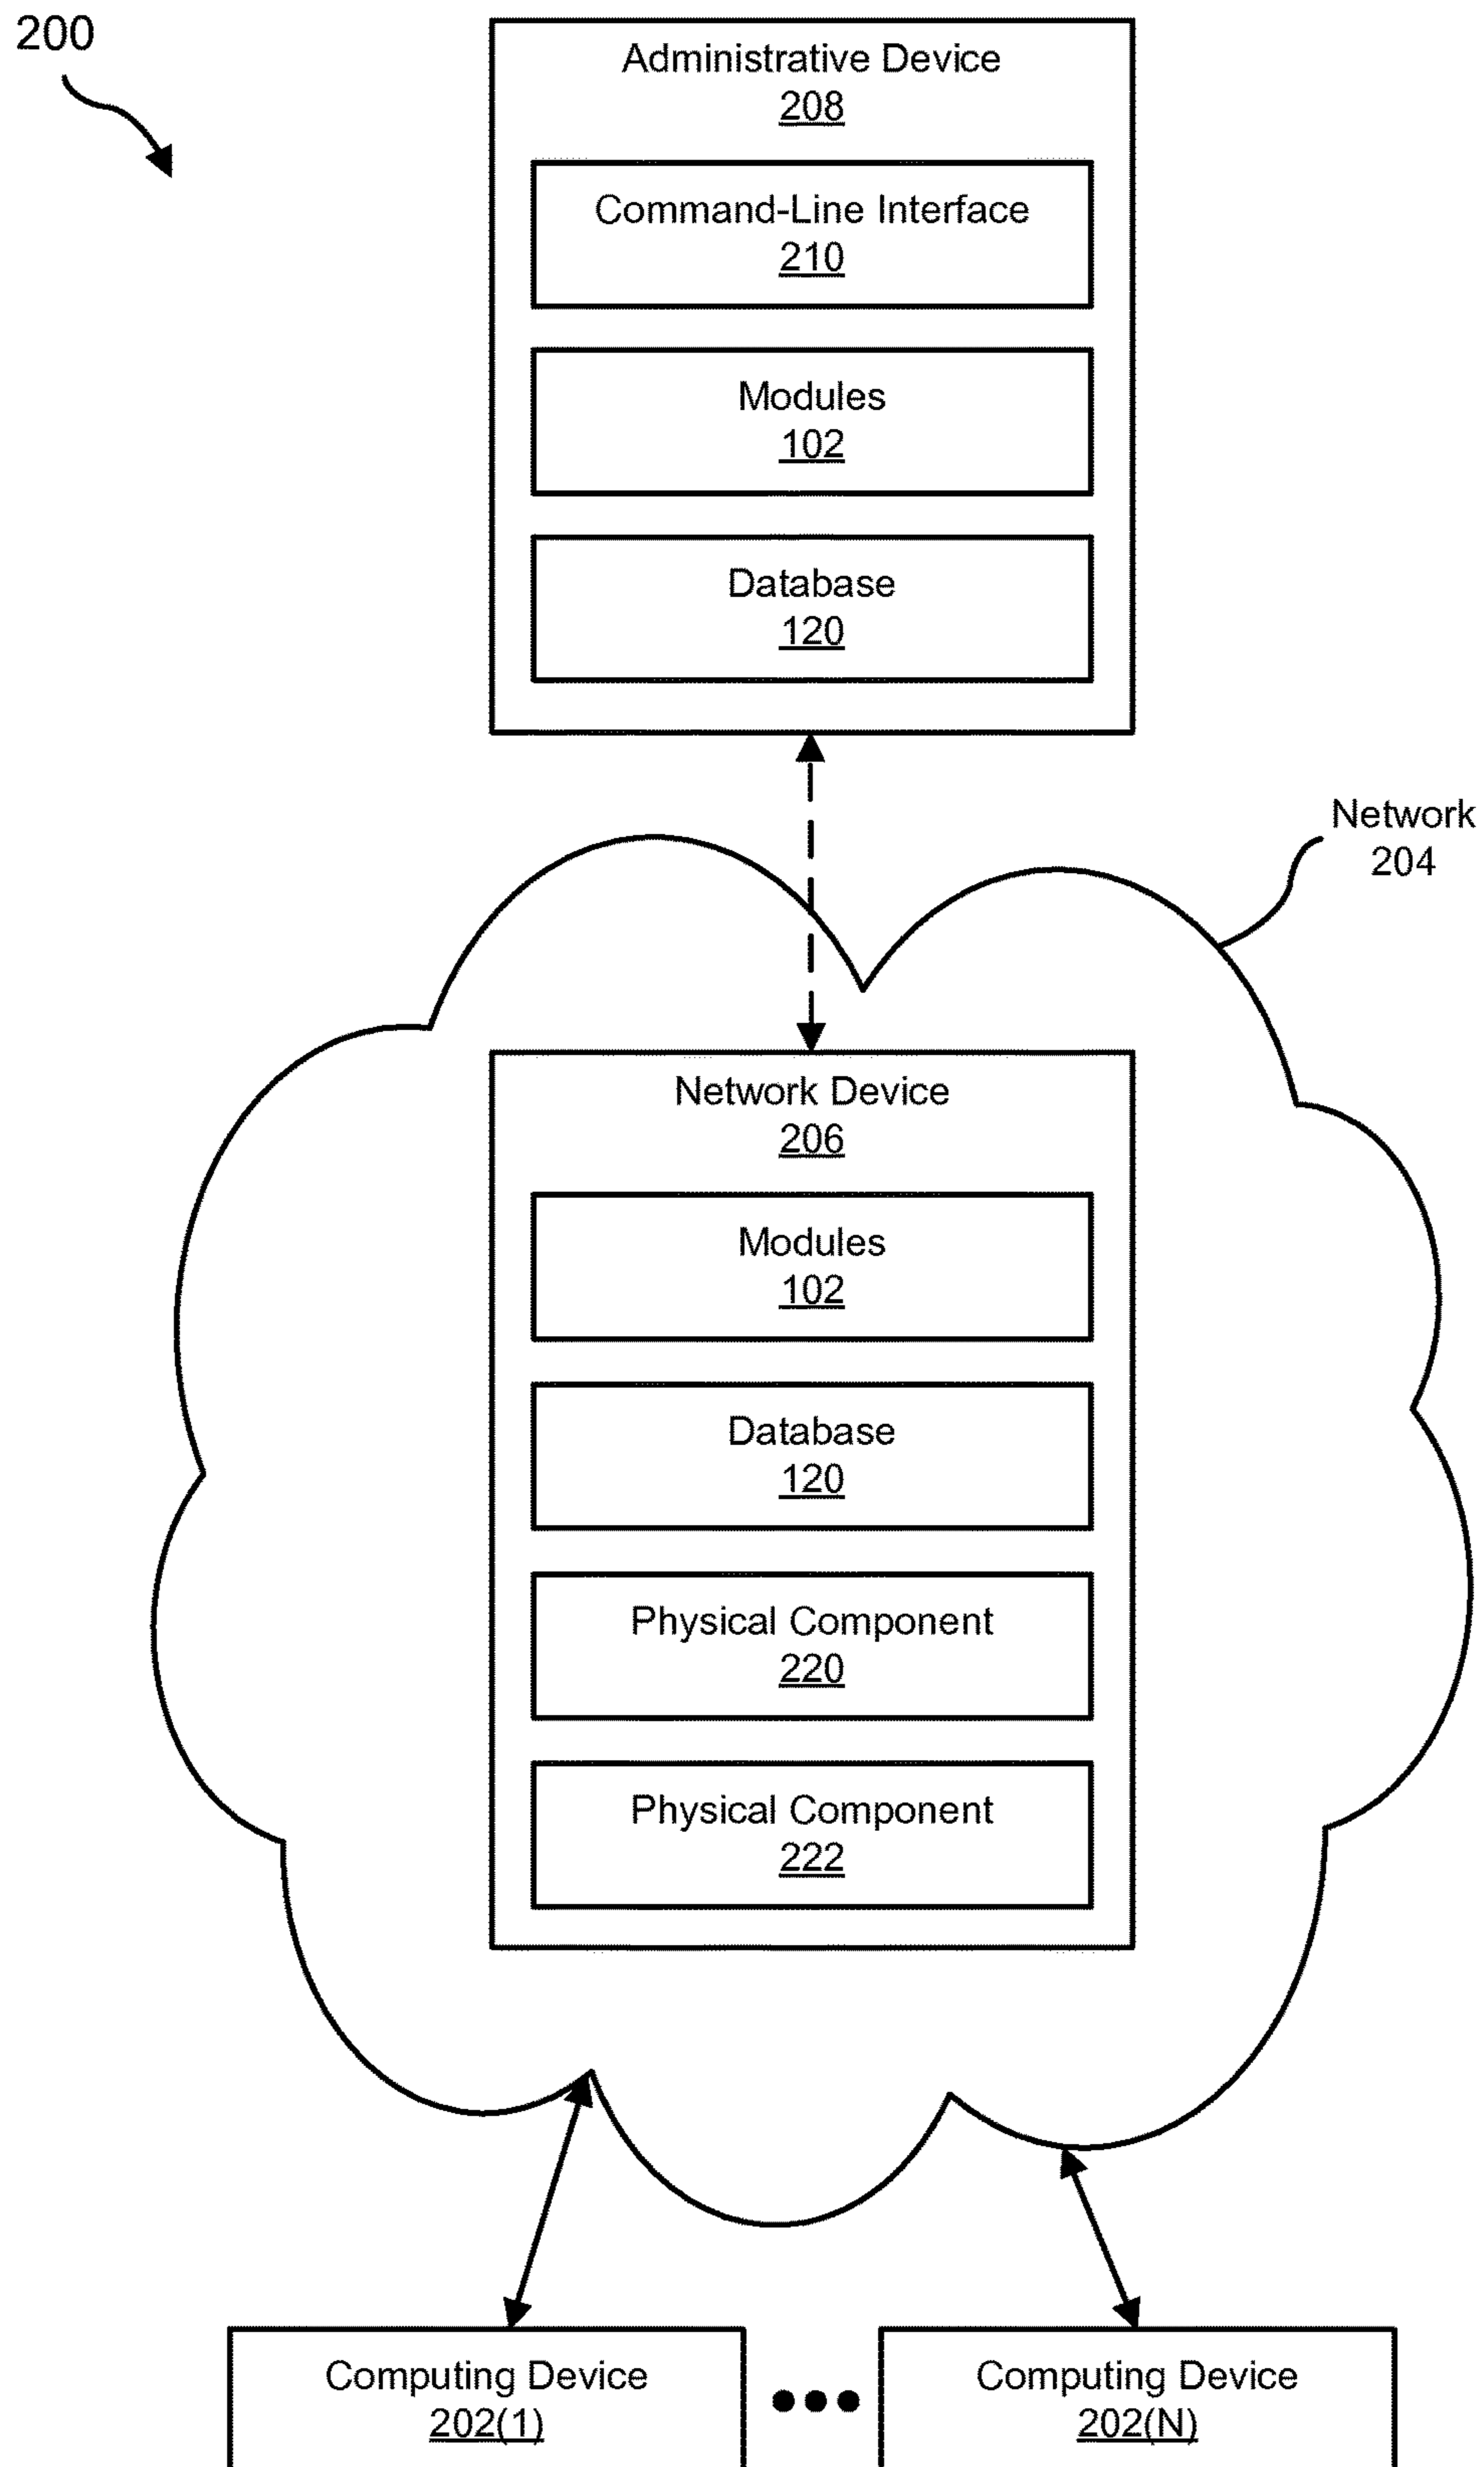 200
Administrative Device
208
Command-Line Interface
210
Modules
102
Database
120
Network
204
Network Device
206
Modules
102
Database
120
Physical Component
220
Physical Component
222
Computing Device
202(1)
Computing Device
202(N)